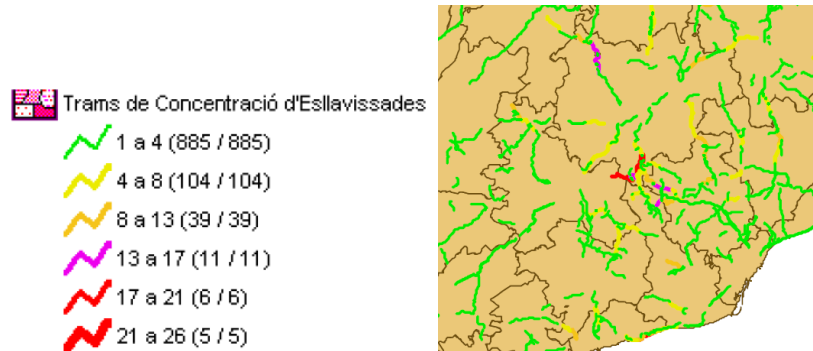 Trams de Concentració d'Esllavissades
1 a 4 (885 / 885)
4 a 8 (104 / 104)
8 a 13 (39 / 39)
13 a 17 (11 / 11)
17 a 21 (6 / 6)
21 a 26 (5 / 5)